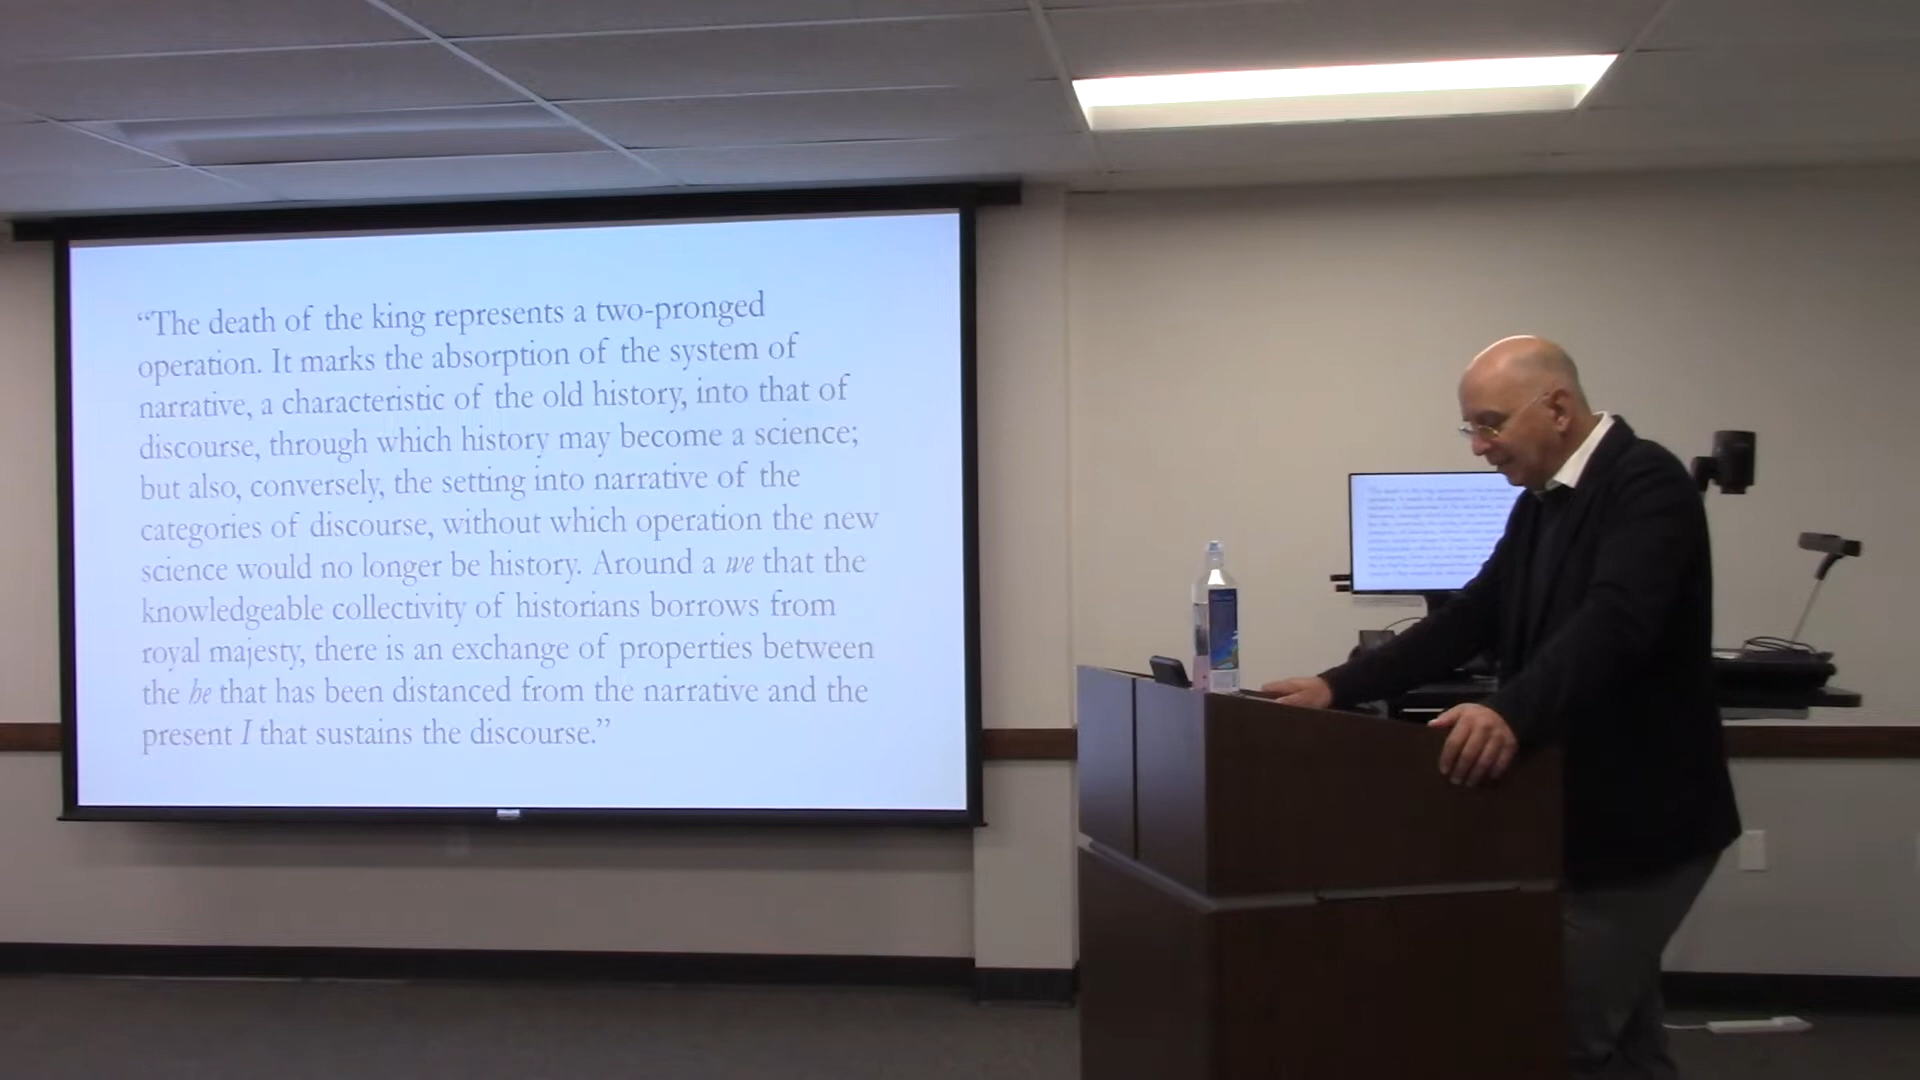 “The death of the king represents a two-pronged
operation. It marks the absorption of the system of
narrative, a characteristic of the old history, into that of
discourse, through which history may become a science;
but also, conversely, the setting into narrative of the
categories of discourse, without which operation the new
science would no longer be history. Around a we that the
knowledgeable collectivity of historians borrows from
royal majesty, there is an exchange of properties between
the he that has been distanced from the narrative and the
present I that sustains the discourse.”